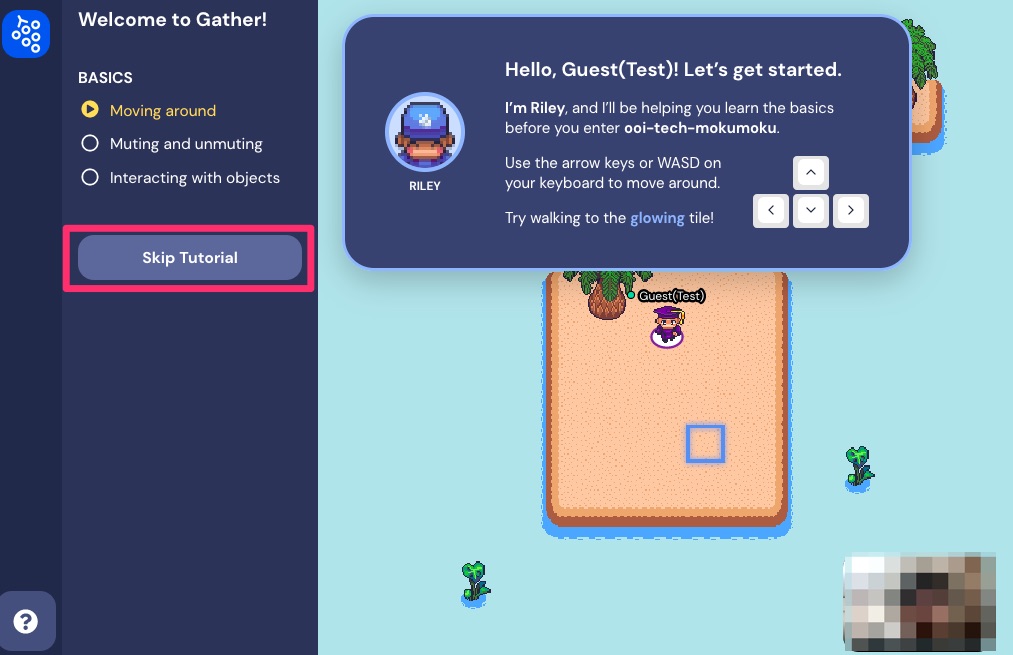 Welcome to Gather!
BASICS
Moving around
Muting and unmuting
Interacting with objects
Skip Tutorial
?
Hello, Guest(Test)! Let's get started.
I'm Riley, and I'll be helping you learn the basics
before you enter ooi-tech-mokumoku.
Use the arrow keys or WASD on
your keyboard to move around.
Try walking to the glowing tile!
RILEY
Guest(Test)